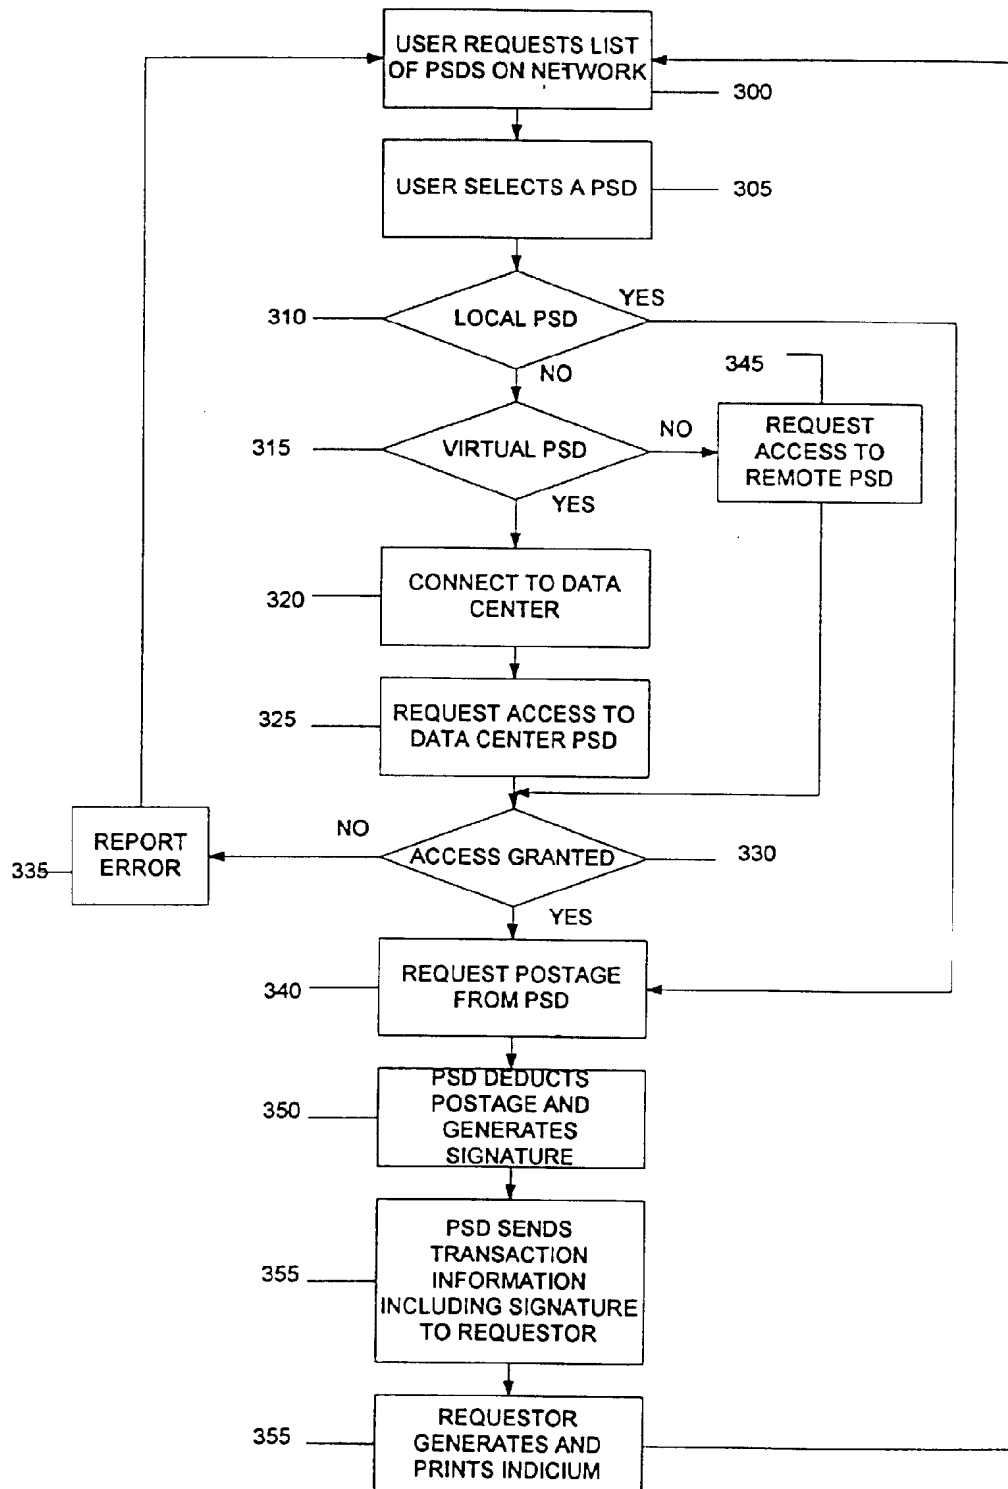 USER REQUESTS LIST
OF PSDS ON NETWORK
300
USER SELECTS A PSD
305
310
LOCAL PSD
YES
NO
345
315
VIRTUAL PSD
NO
REQUEST
ACCESS TO
REMOTE PSD
YES
320
CONNECT TO DATA
CENTER
325
REQUEST ACCESS TO
DATA CENTER PSD
NO
REPORT
ERROR
335
ACCESS GRANTED
330
YES
340
REQUEST POSTAGE
FROM PSD
350
PSD DEDUCTS
POSTAGE AND
GENERATES
SIGNATURE
355
PSD SENDS
TRANSACTION
INFORMATION
INCLUDING SIGNATURE
TO REQUESTOR
355
REQUESTOR
GENERATES AND
PRINTS INDICIUM